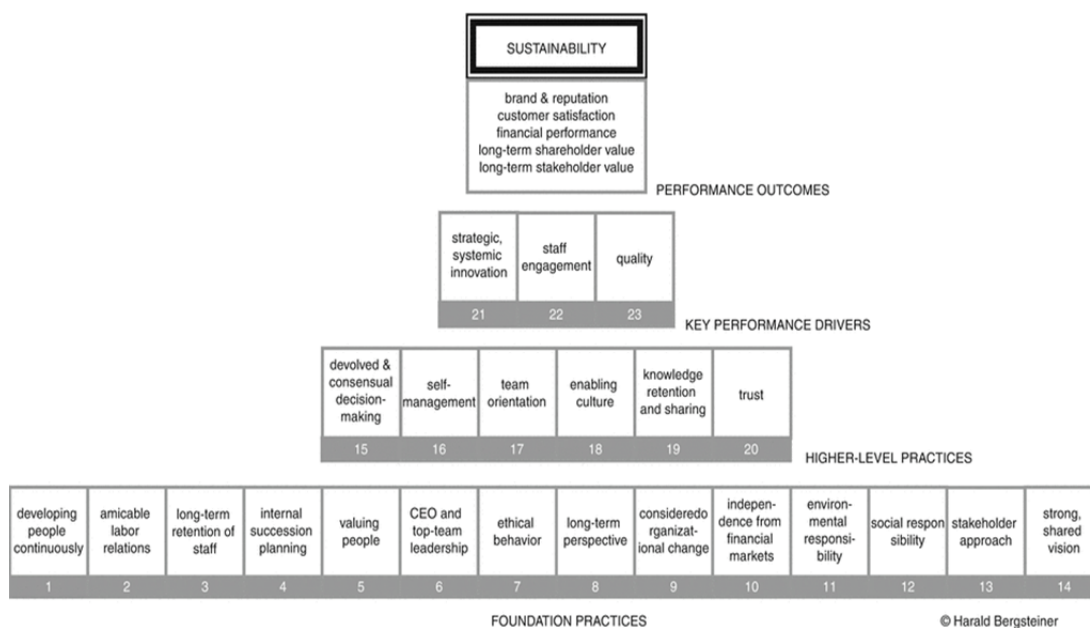 SUSTAINABILITY
brand & reputation
customer satisfaction
financial performance
long-term shareholder value
long-term stakeholder value
PERFORMANCE OUTCOMES
strategic,
systemic
innovation
staff
engagement
quality
21
22
23
KEY PERFORMANCE DRIVERS
devolved &
consensual
decision-
making
self-
management
team
orientation
enabling
culture
knowledge
retention
and sharing
trust
15
16
17
18
19
20
HIGHER-LEVEL PRACTICES
developing
people
continuously
amicable
labor
relations
long-term
retention of
staff
internal
succession
planning
valuing
people
CEO and
top-team
leadership
ethical
behavior
long-term
perspective
consideredo
rganizat-
ional change
indepen-
dence from
financial
markets
environ-
mental
responsi-
bility
social respon
sibility
stakeholder
approach
strong,
shared
vision
1
2
3
4
5
6
7
8
9
10
11
12
13
14
FOUNDATION PRACTICES
© Harald Bergsteiner